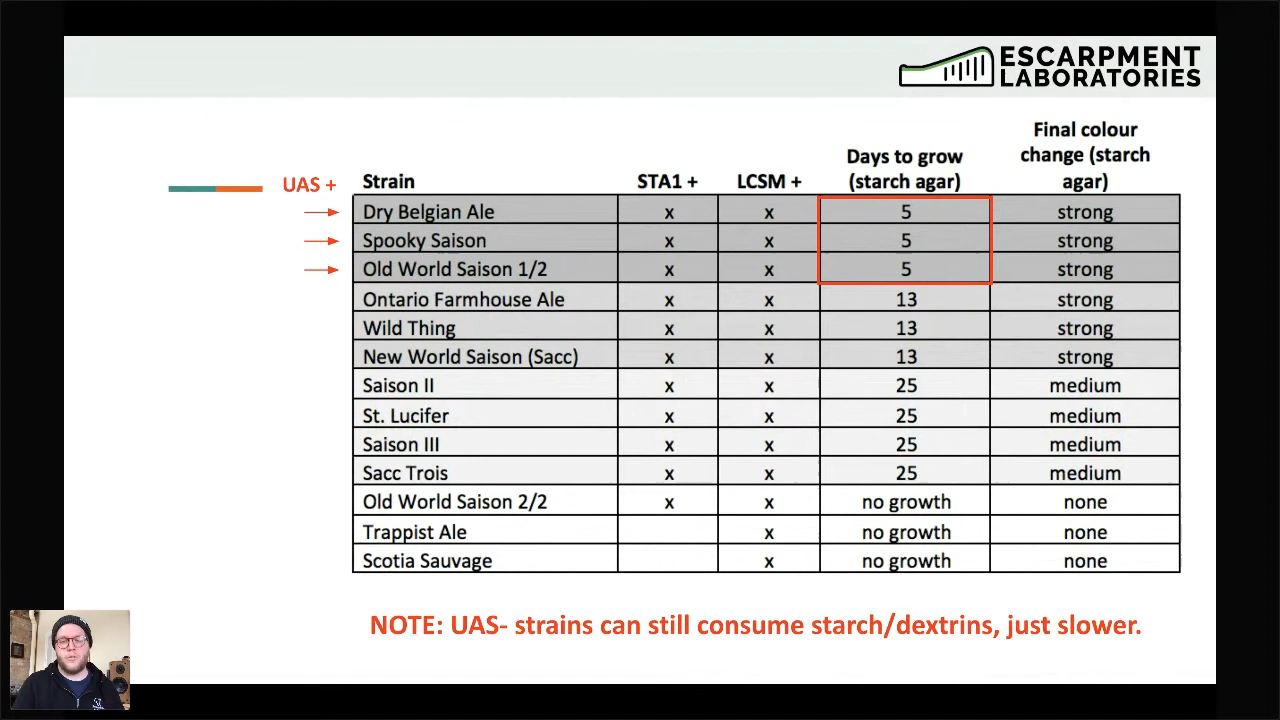 ESCARPMENT
LABORATORIES
UAS + Strain STA1 + LCSM + Days to grow (starch agar) Final colour change (starch agar)
Dry Belgian Ale x x 5 strong
Spooky Saison x x 5 strong
Old World Saison 1/2 x x 5 strong
Ontario Farmhouse Ale x x 13 strong
Wild Thing x x 13 strong
New World Saison (Sacc) x x 13 strong
Saison II x x 25 medium
St. Lucifer x x 25 medium
Saison III x x 25 medium
Sacc Trois x x 25 medium
Old World Saison 2/2 x x no growth none
Trappist Ale x no growth none
Scotia Sauvage x no growth none
NOTE: UAS- strains can still consume starch/dextrins, just slower.